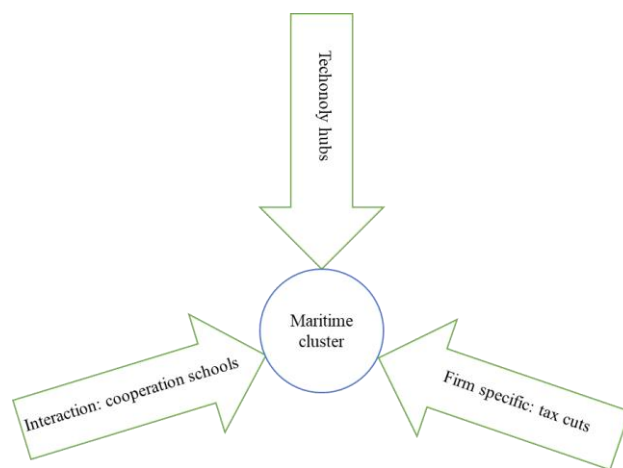 Techonoly hubs
Maritime
cluster
Interaction: cooperation schools
Firm specific: tax cuts